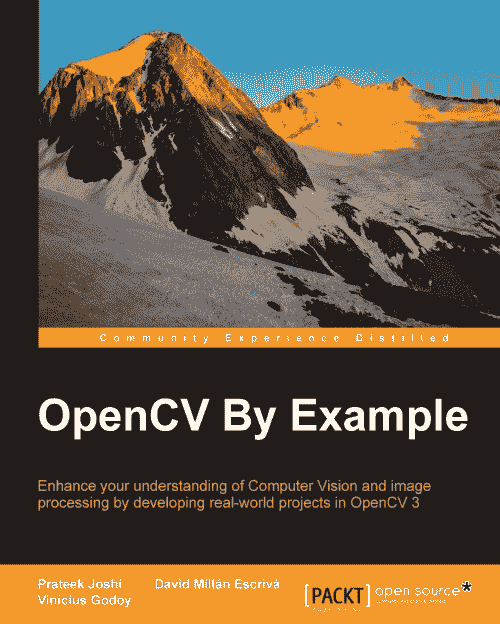 Community Experience Distilled
OpenCV By Example
Enhance your understanding of Computer Vision and image
processing by developing real-world projects in OpenCV 3
Prateek Joshi David Millán Escrivá
Vinícius Godoy
[PACKT] open source*